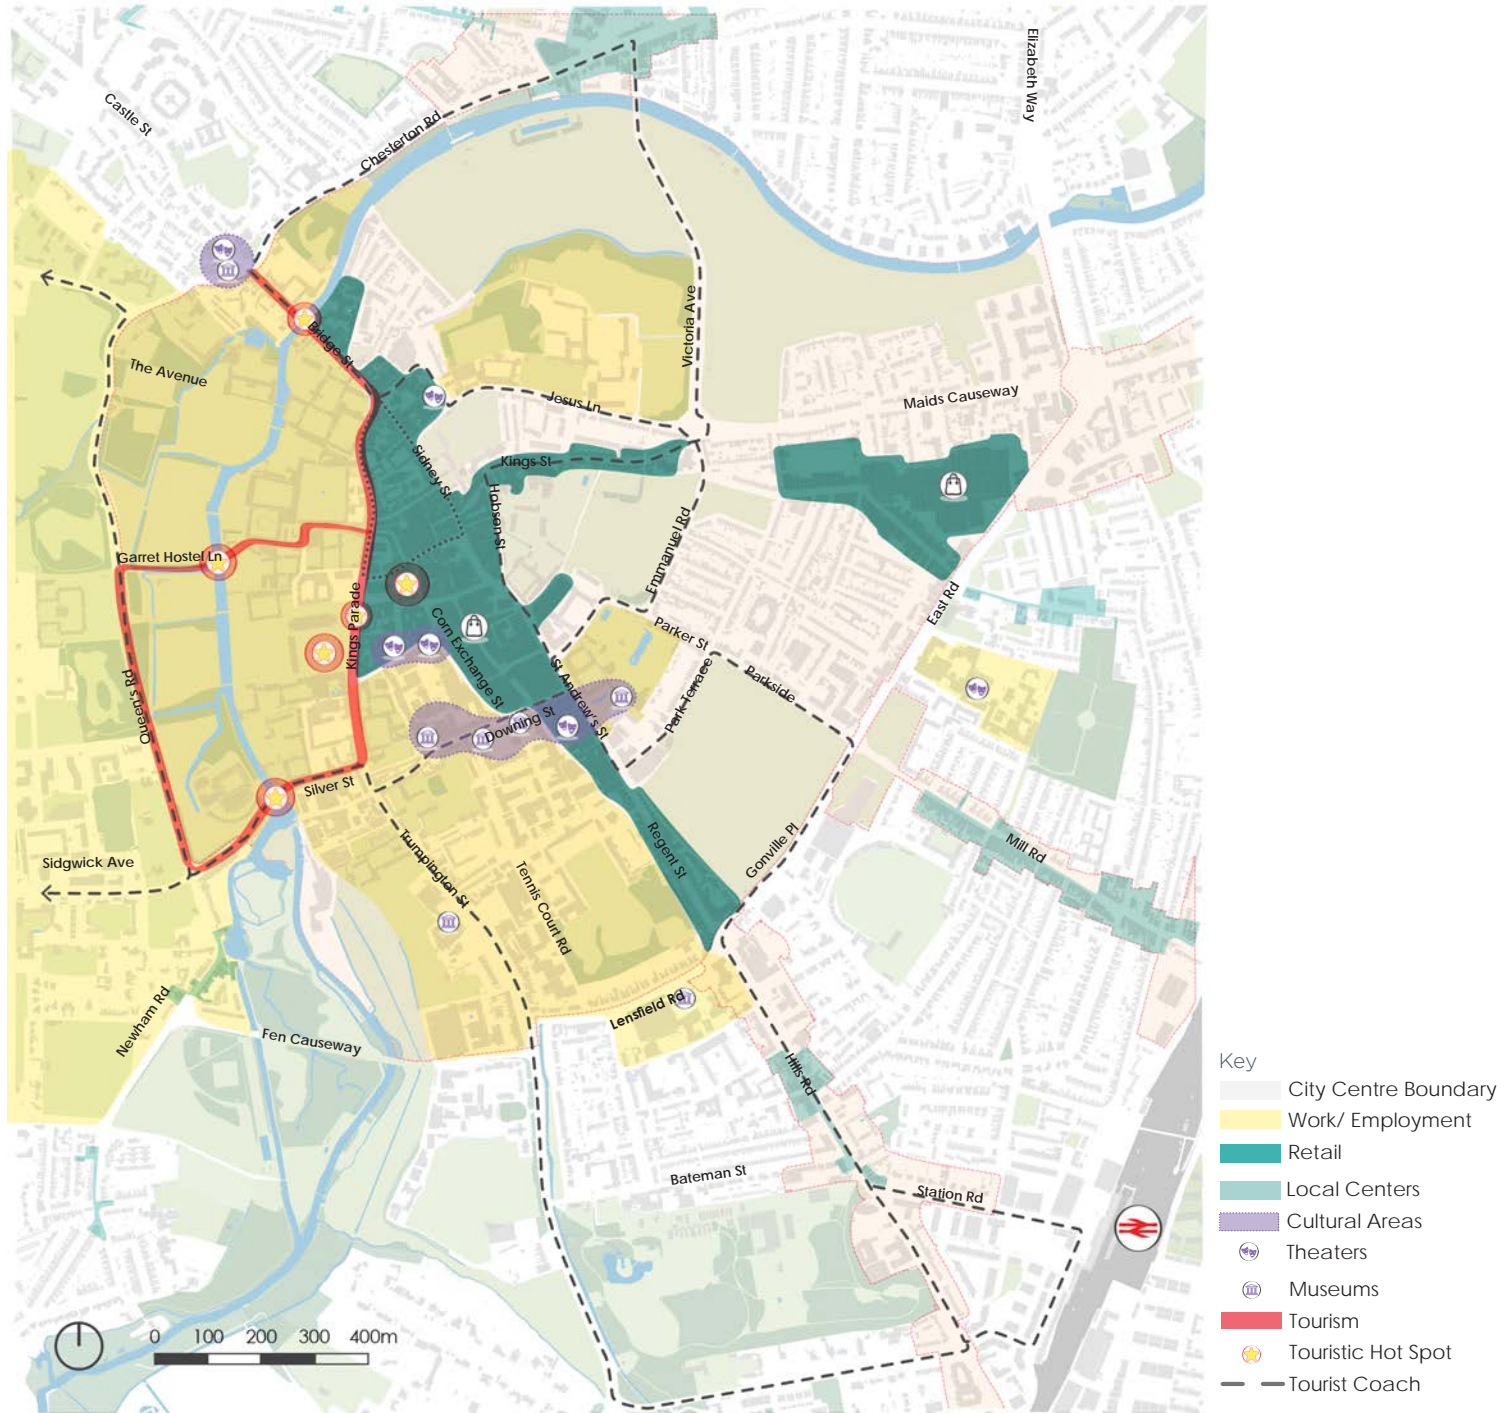 Elizabeth Way
Castle St
Chesterton Rd
Bridge St
Victoria Ave
The Avenue
Jesus Ln
Maids Causeway
Sidney St
Kings St
Hobson St
Emmanuel Rd
Garret Hostel Ln
Kings Parade
Corn Exchange St
East Rd
Parker St
Queen's Rd
St Andrew's St
Park Terrace
Parkside
Downing St
Silver St
Sidgwick Ave
Trumpington St
Tennis Court Rd
Regent St
Gonville Pl
Mill Rd
Newham Rd
Fen Causeway
Lensfield Rd
Hills Rd
Bateman St
Station Rd
0 100 200 300 400m
Key
City Centre Boundary
Work/ Employment
Retail
Local Centers
Cultural Areas
Theaters
Museums
Tourism
Touristic Hot Spot
Tourist Coach